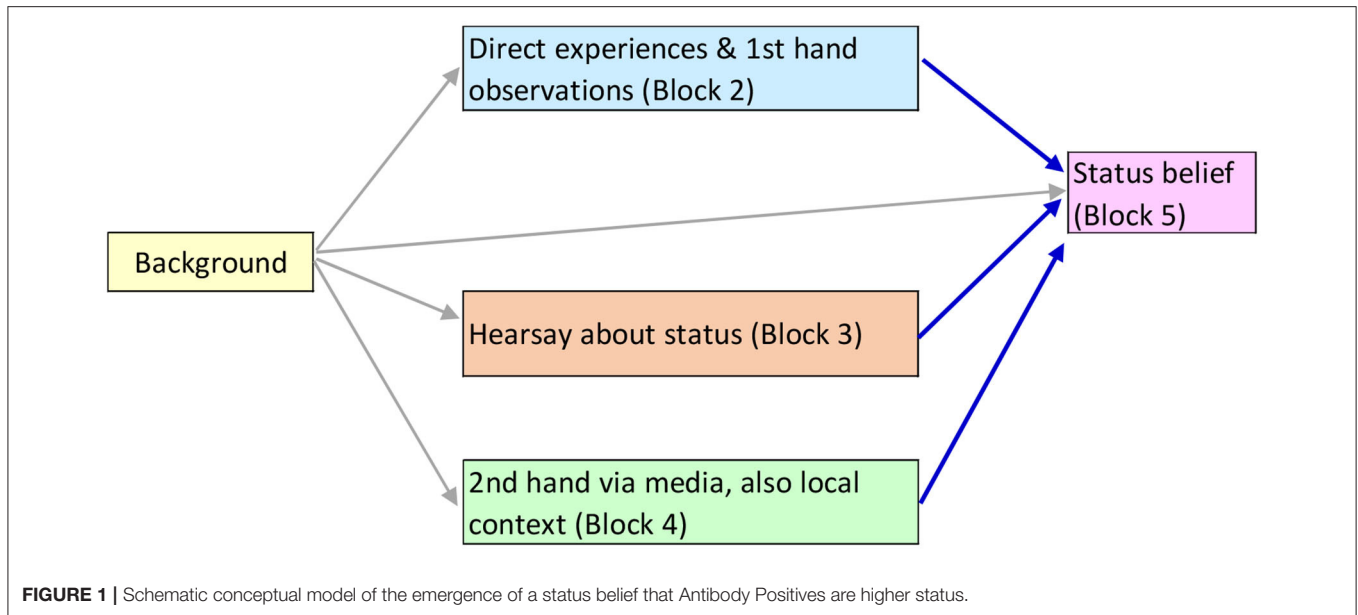 Direct experiences & 1st hand
observations (Block 2)
Status belief
(Block 5)
Background
Hearsay about status (Block 3)
2nd hand via media, also local
context (Block 4)
FIGURE 1 | Schematic conceptual model of the emergence of a status belief that Antibody Positives are higher status.